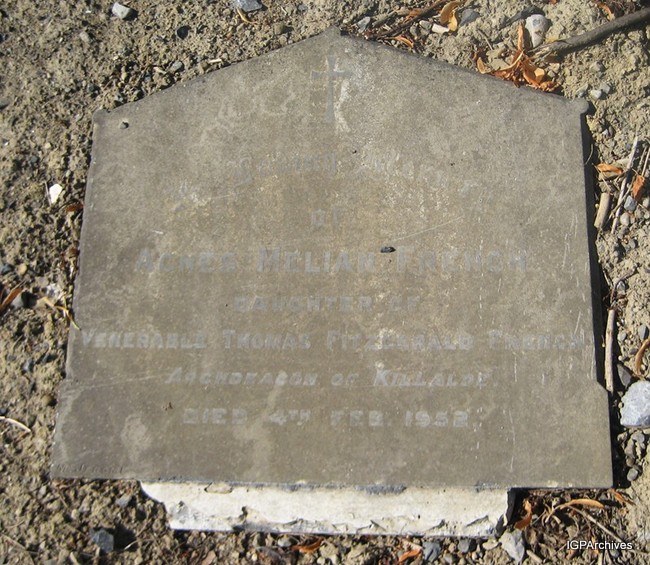 OF
AGNES MELIAN FRENCH
DAUGHTER OF
VENERABLE THOMAS FITZGERALD FRENCH
ARCHDEACON OF KILLALOE
DIED 4TH FEB. 1952.
IGPArchives